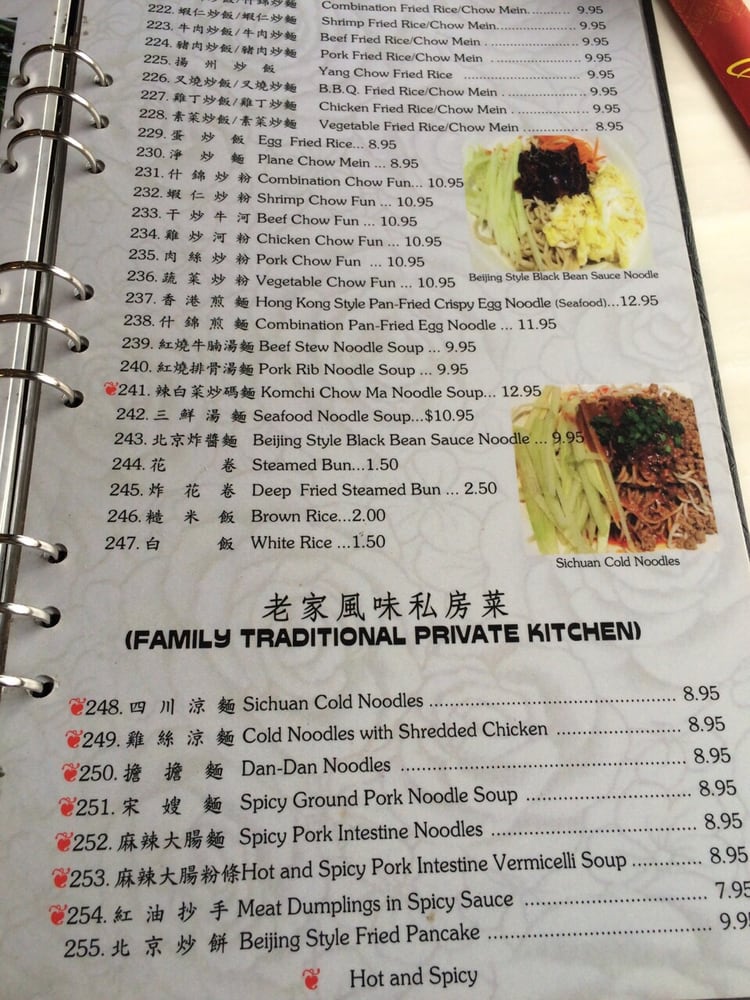 什錦炒麵 Combination Fried Rice/Chow Mein............ 9.95
222. 蝦仁炒飯/蝦仁炒麵 Shrimp Fried Rice/Chow Mein................... 9.95
223. 牛肉炒飯/牛肉炒麵 Beef Fried Rice/Chow Mein ........................ 9.95
224. 豬肉炒飯/豬肉炒麵 Pork Fried Rice/Chow Mein ........................ 9.95
225. 揚州炒飯 Yang Chow Fried Rice ............................ 9.95
226. 叉燒炒飯/叉燒炒麵 B.B.Q. Fried Rice/Chow Mein .................... 9.95
227. 雞丁炒飯/雞丁炒麵 Chicken Fried Rice/Chow Mein .................. 9.95
228. 素菜炒飯/素菜炒麵 Vegetable Fried Rice/Chow Mein ................ 8.95
229. 蛋炒飯 Egg Fried Rice... 8.95
230. 淨炒麵 Plane Chow Mein ... 8.95
231. 什錦炒粉 Combination Chow Fun... 10.95
232. 蝦仁炒粉 Shrimp Chow Fun ... 10.95
233. 干炒牛河 Beef Chow Fun ... 10.95
234. 雞炒河粉 Chicken Chow Fun ... 10.95
235. 肉絲炒粉 Pork Chow Fun ... 10.95
236. 蔬菜炒粉 Vegetable Chow Fun ... 10.95
Beijing Style Black Bean Sauce Noodle
237. 香港煎麵 Hong Kong Style Pan-Fried Crispy Egg Noodle (Seafood)...12.95
238. 什錦煎麵 Combination Pan-Fried Egg Noodle ... 11.95
239. 紅燒牛腩湯麵 Beef Stew Noodle Soup ... 9.95
240. 紅燒排骨湯麵 Pork Rib Noodle Soup ... 9.95
241. 辣白菜炒碼麵 Komchi Chow Ma Noodle Soup... 12.95
242. 三鮮湯麵 Seafood Noodle Soup...$10.95
243. 北京炸醬麵 Beijing Style Black Bean Sauce Noodle ... 9.95
244. 花卷 Steamed Bun...1.50
245. 炸花卷 Deep Fried Steamed Bun ... 2.50
246. 糙米飯 Brown Rice...2.00
247. 白飯 White Rice ...1.50
Sichuan Cold Noodles
老家風味私房菜
(FAMILY TRADITIONAL PRIVATE KITCHEN)
248. 四川涼麵 Sichuan Cold Noodles ................................................ 8.95
249. 雞絲涼麵 Cold Noodles with Shredded Chicken ........................ 8.95
250. 擔擔麵 Dan-Dan Noodles ...................................................... 8.95
251. 宋嫂麵 Spicy Ground Pork Noodle Soup ................................ 8.95
252. 麻辣大腸麵 Spicy Pork Intestine Noodles ...................................... 8.95
253. 麻辣大腸粉條Hot and Spicy Pork Intestine Vermicelli Soup ............ 8.95
254. 紅油抄手 Meat Dumplings in Spicy Sauce .................................. 7.95
255. 北京炒餅 Beijing Style Fried Pancake ........................................ 9.95
Hot and Spicy